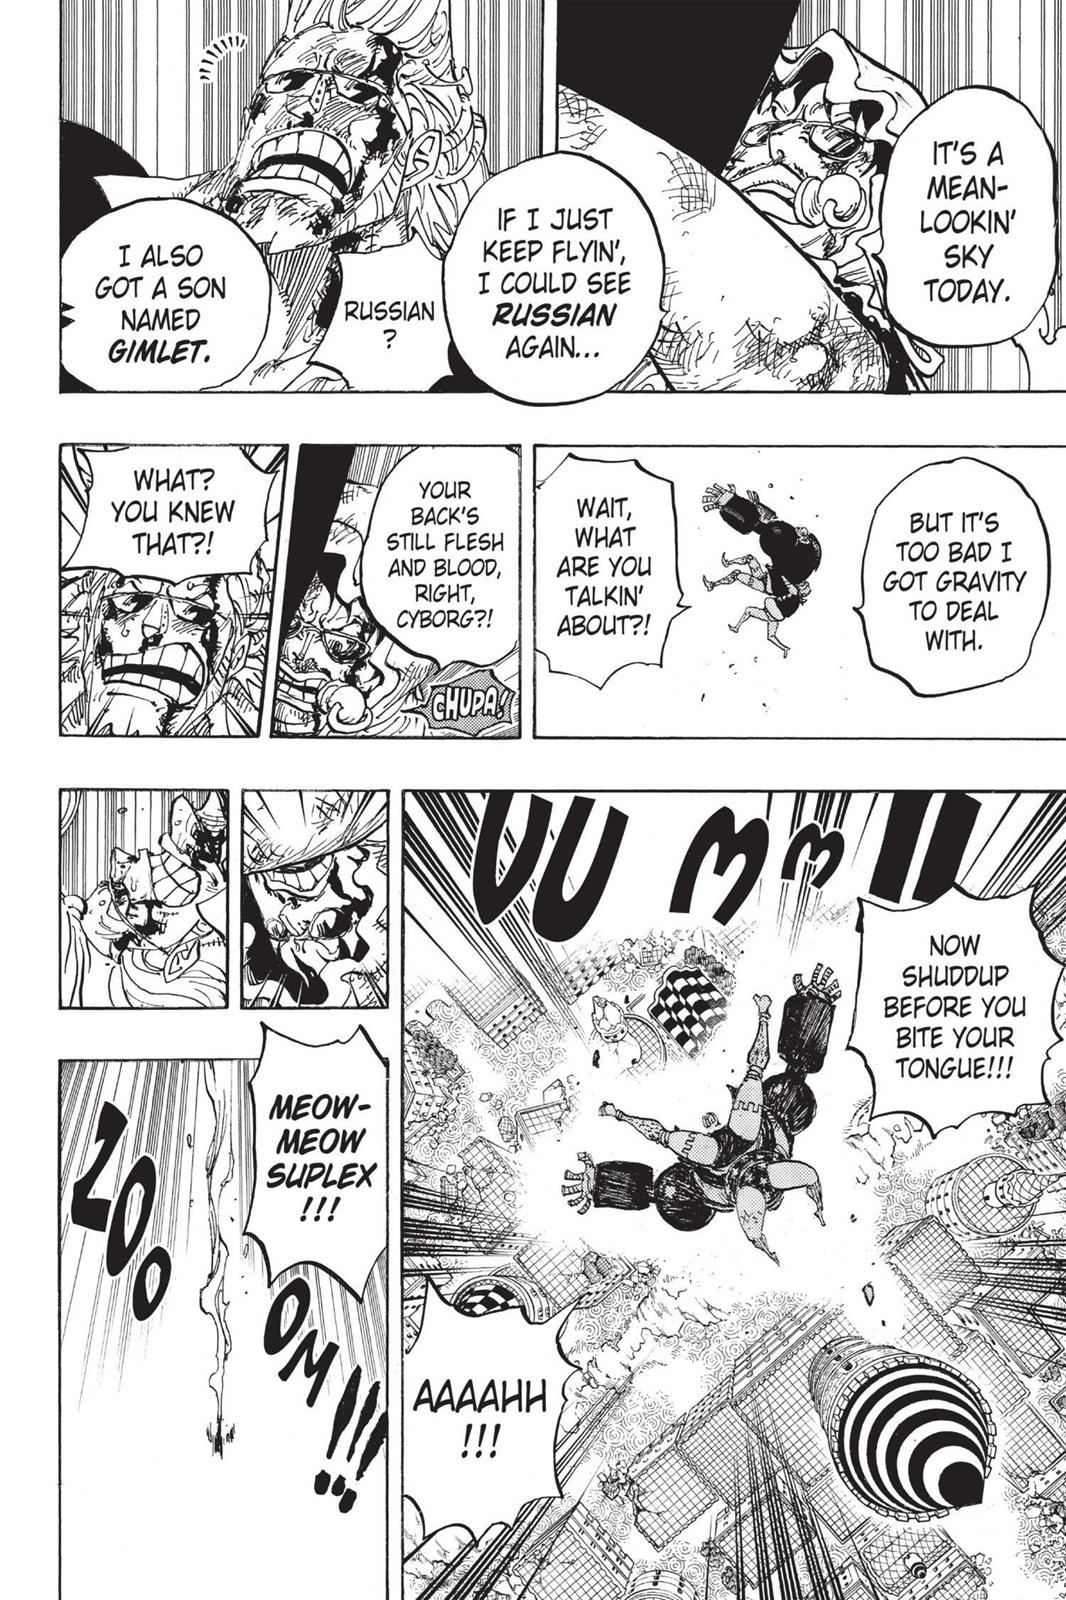 IT'S A
MEAN-
LOOKIN'
SKY
TODAY.
IF I JUST
KEEP FLYIN',
I COULD SEE
RUSSIAN
AGAIN...
RUSSIAN
?
I ALSO
GOT A SON
NAMED
GIMLET.
BUT IT'S
TOO BAD I
GOT GRAVITY
TO DEAL
WITH.
WAIT,
WHAT
ARE YOU
TALKIN'
ABOUT?!
YOUR
BACK'S
STILL FLESH
AND BLOOD,
RIGHT,
CYBORG?!
CHUPA!
WHAT?
YOU KNEW
THAT?!
NOW
SHUDDUP
BEFORE YOU
BITE YOUR
TONGUE!!!
AAAAHH
!!!
MEOW-
MEOW
SUPLEX
!!!
ZOO
OM!!!